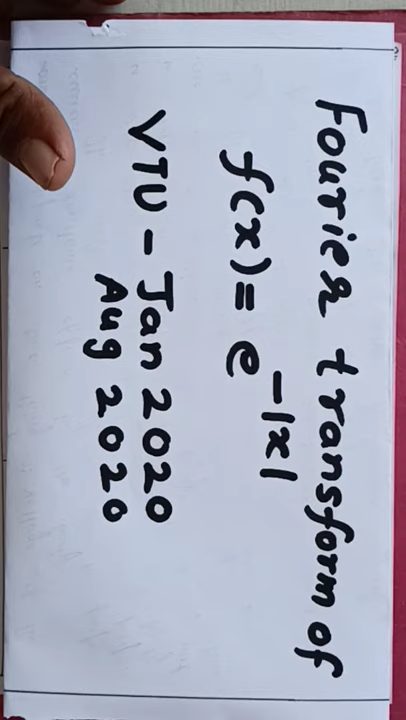 Fourier transform of
f(x) = e^-|x|
VTU - Jan 2020
Aug 2020